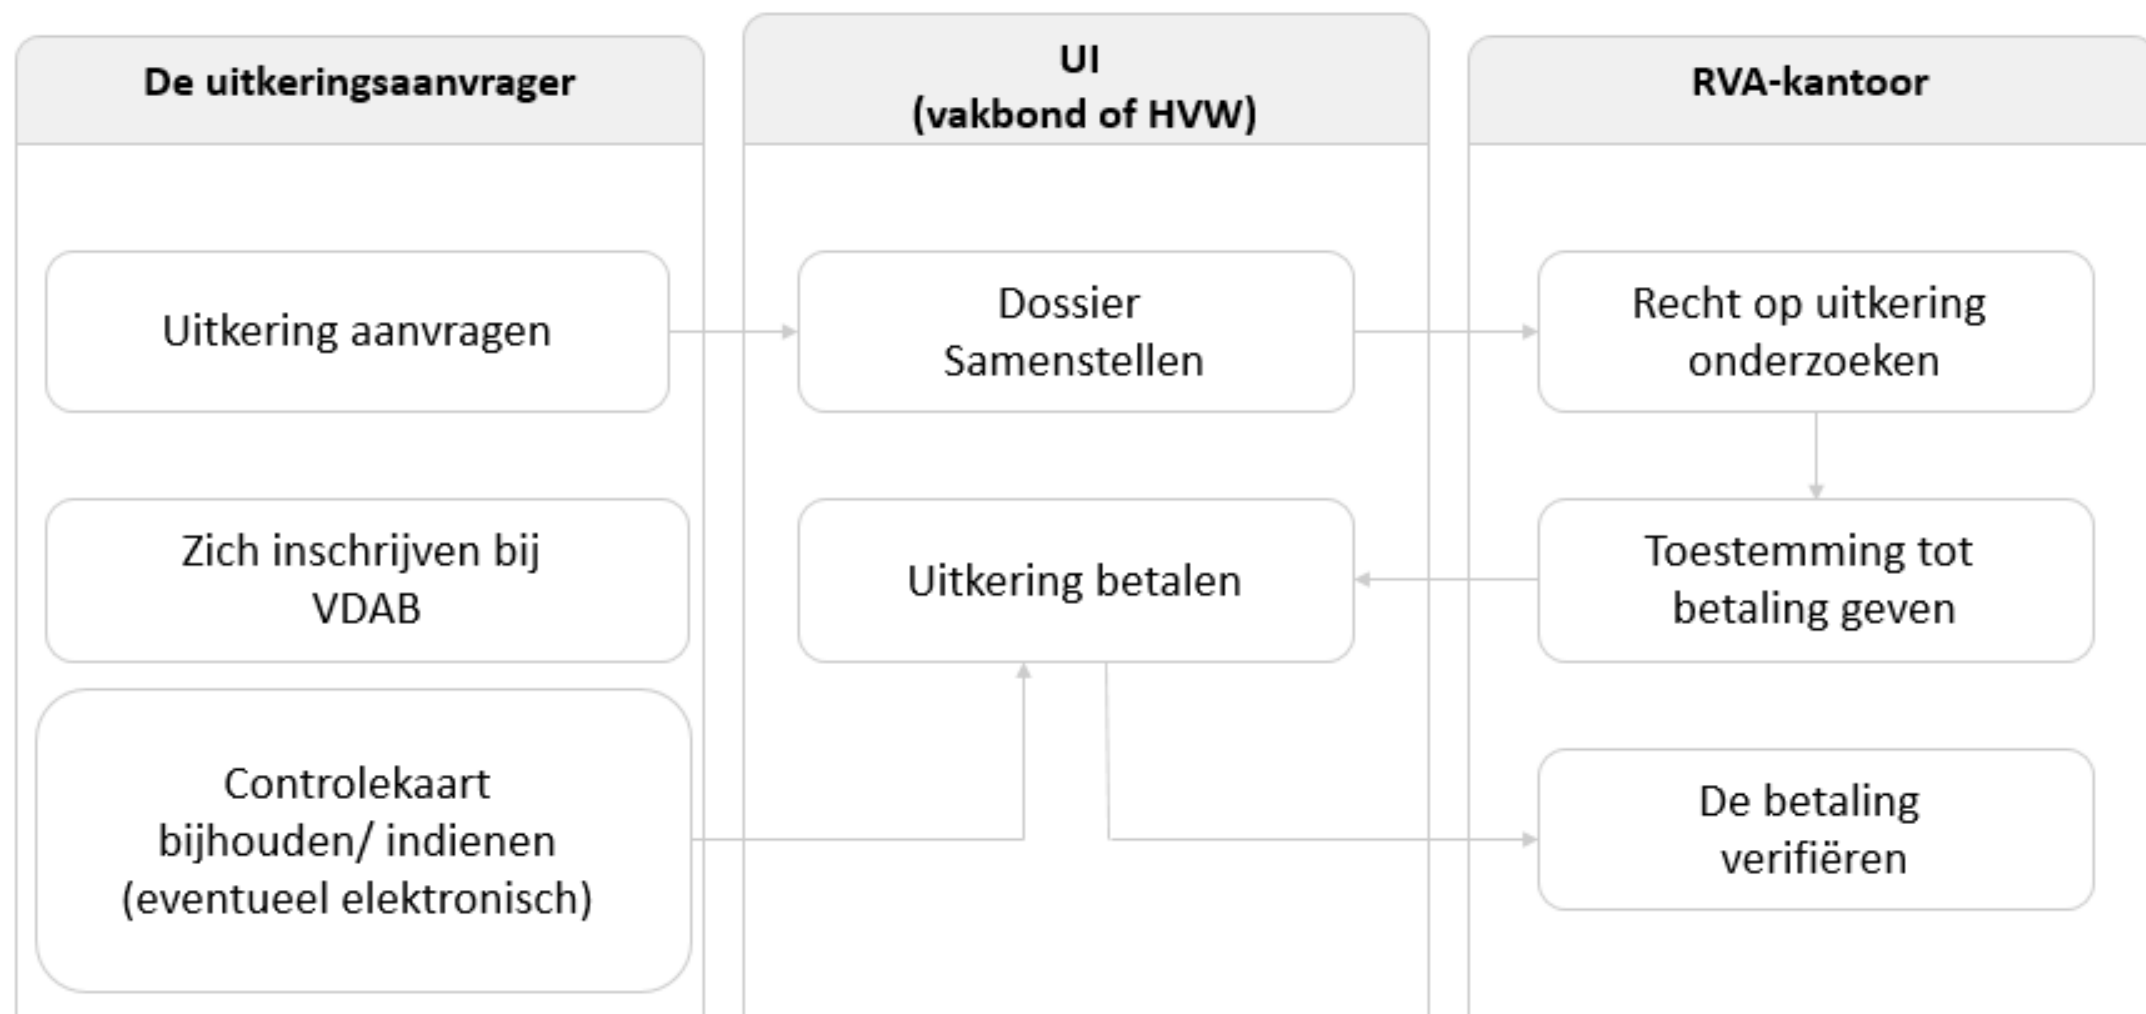 De uitkeringsaanvrager
UI
(vakbond of HVW)
RVA-kantoor
Uitkering aanvragen
Dossier
Samenstellen
Recht op uitkering
onderzoeken
Zich inschrijven bij
VDAB
Uitkering betalen
Toestemming tot
betaling geven
Controlekaart
bijhouden/ indienen
(eventueel elektronisch)
De betaling
verifiëren